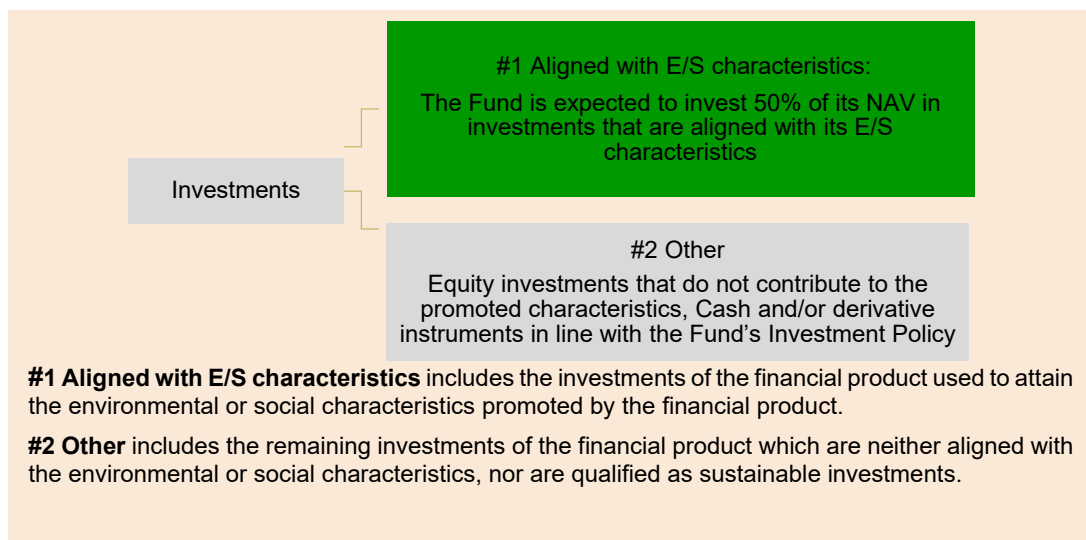 #1 Aligned with E/S characteristics:
The Fund is expected to invest 50% of its NAV in
investments that are aligned with its E/S
characteristics
Investments
#2 Other
Equity investments that do not contribute to the
promoted characteristics, Cash and/or derivative
instruments in line with the Fund’s Investment Policy
#1 Aligned with E/S characteristics includes the investments of the financial product used to attain
the environmental or social characteristics promoted by the financial product.
#2 Other includes the remaining investments of the financial product which are neither aligned with
the environmental or social characteristics, nor are qualified as sustainable investments.